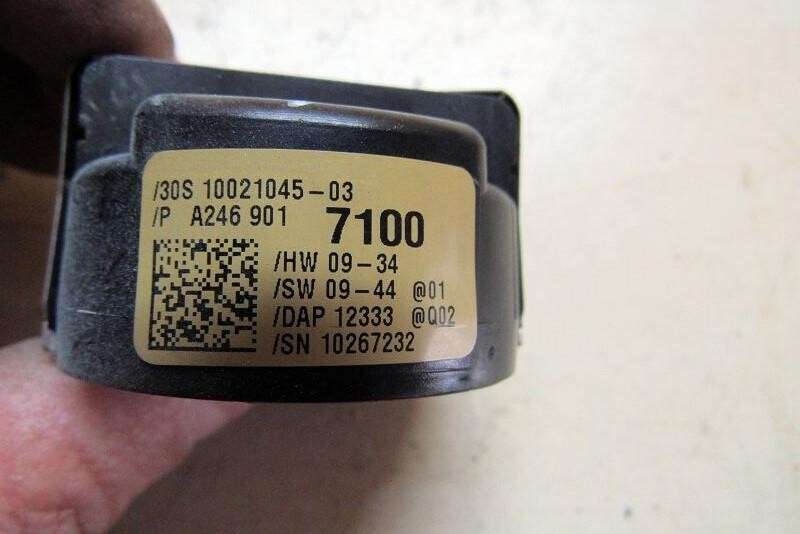 /30S 10021045-03
/P A246 901 7100
/HW 09-34
/SW 09-44 @01
/DAP 12333 @Q02
/SN 10267232